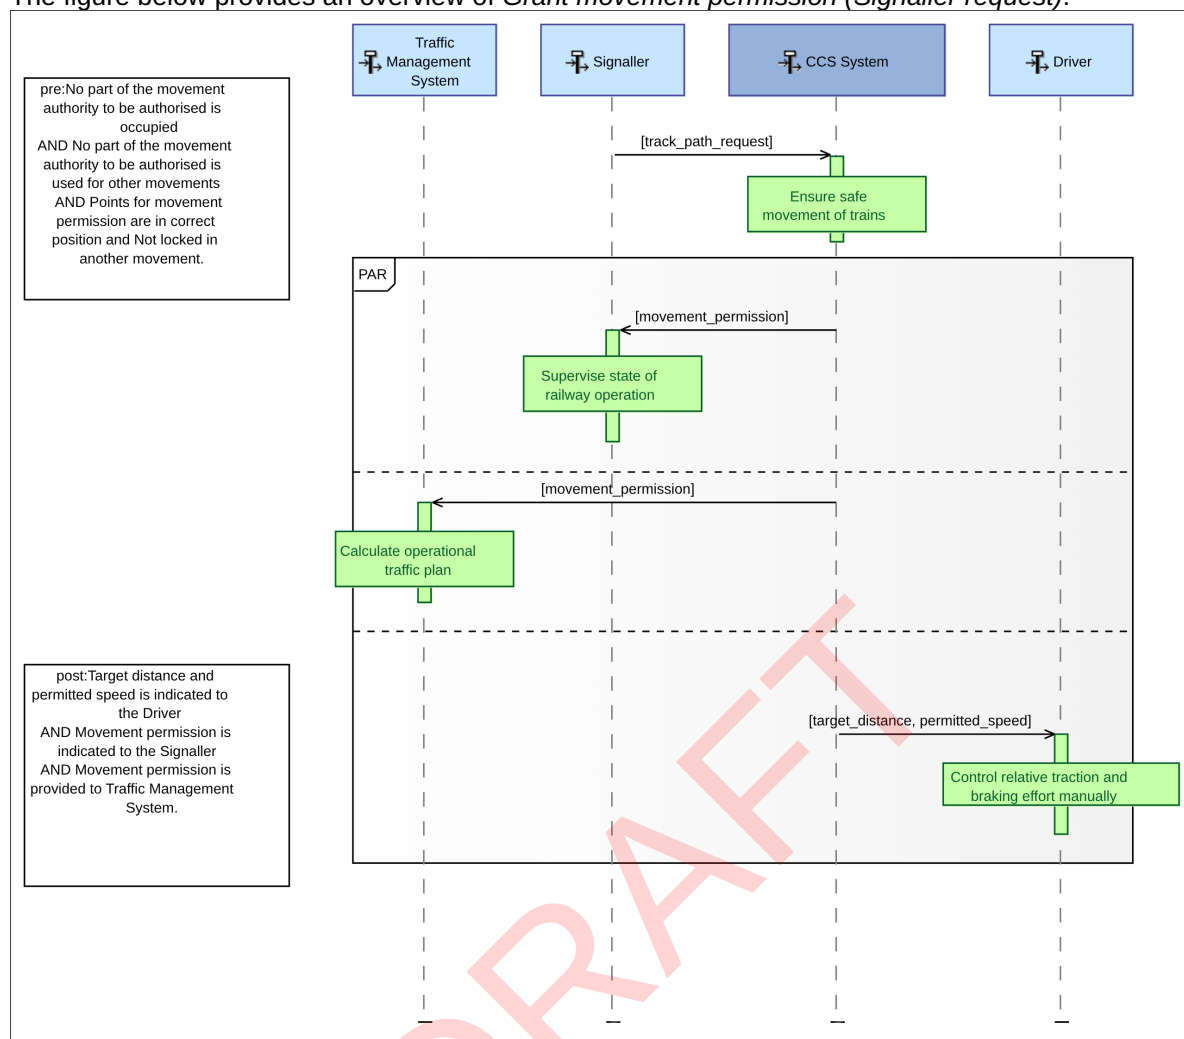 The figure below provides an overview of Grant movement permission (Signaller request).
Traffic
Management
System
Signaller
CCS System
Driver
pre:No part of the movement
authority to be authorised is
occupied
AND No part of the movement
authority to be authorised is
used for other movements
AND Points for movement
permission are in correct
position and Not locked in
another movement.
[track_path_request]
Ensure safe
movement of trains
PAR
[movement_permission]
Supervise state of
railway operation
[movement_permission]
Calculate operational
traffic plan
post:Target distance and
permitted speed is indicated to
the Driver
AND Movement permission is
indicated to the Signaller
AND Movement permission is
provided to Traffic Management
System.
[target_distance, permitted_speed]
Control relative traction and
braking effort manually
DRAFT